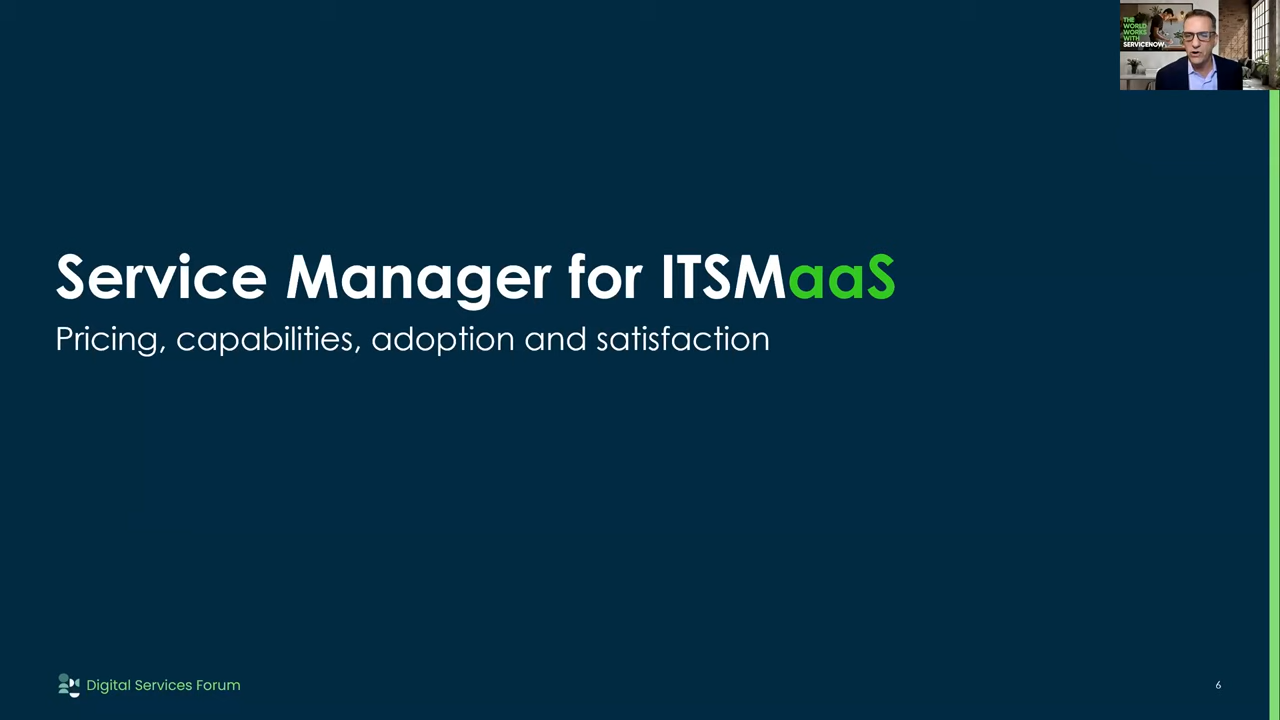 THE
WORLD
WORKS
WITH
SERVICENOW
Service Manager for ITSMaaS
Pricing, capabilities, adoption and satisfaction
Digital Services Forum
6